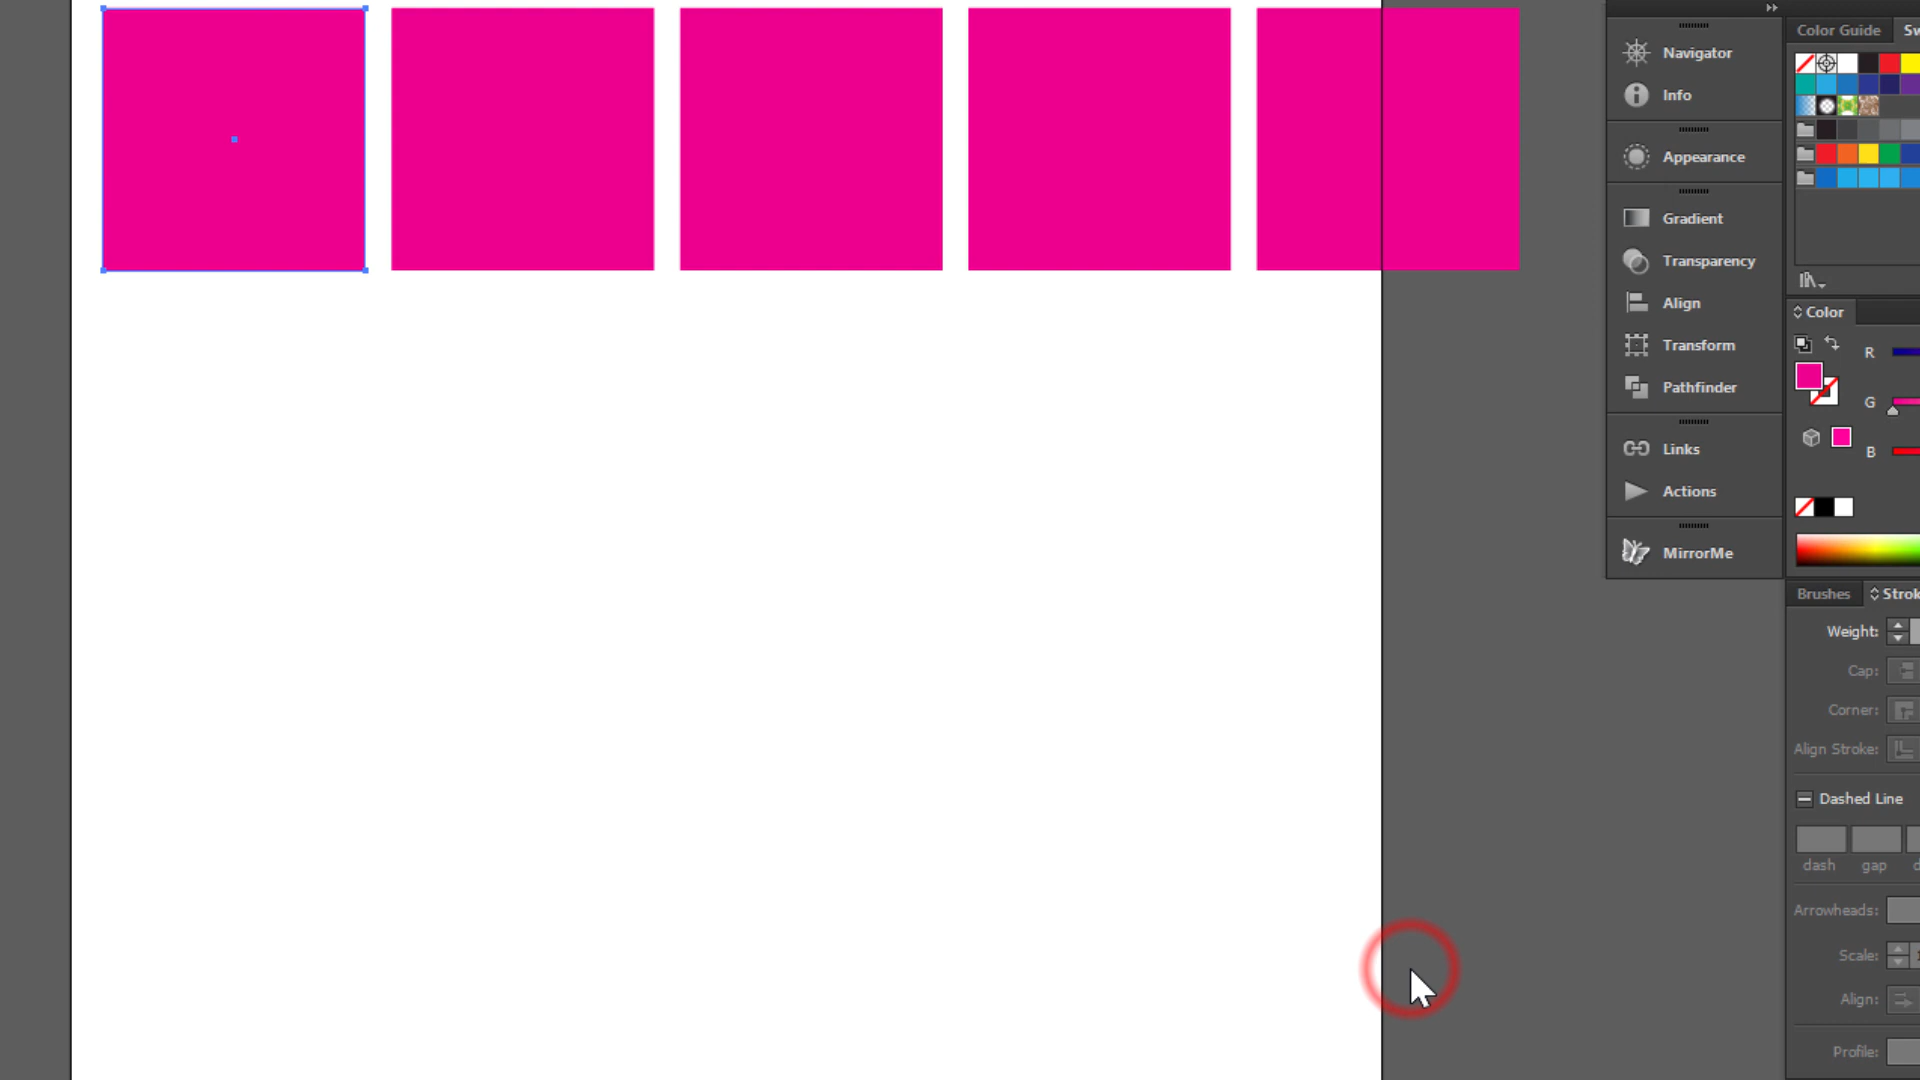 Navigator
Info
Appearance
Gradient
Transparency
Align
Transform
Pathfinder
Links
Actions
MirrorMe
Color Guide
Sw
Color
R
G
B
Brushes
Strok
Weight:
Cap:
Corner:
Align Stroke:
Dashed Line
dash
gap
d
Arrowheads:
Scale:
Align:
Profile: